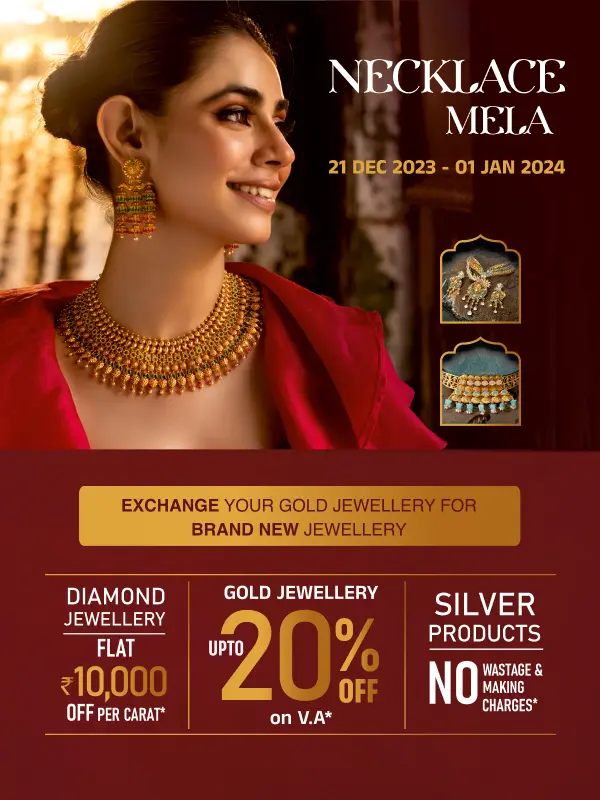 NECKLACE
MELA
21 DEC 2023 - 01 JAN 2024
EXCHANGE YOUR GOLD JEWELLERY FOR
BRAND NEW JEWELLERY
DIAMOND
JEWELLERY
FLAT
₹10,000
OFF PER CARAT*
GOLD JEWELLERY
UPTO 20% OFF
on V.A*
SILVER
PRODUCTS
NO WASTAGE &
MAKING
CHARGES*